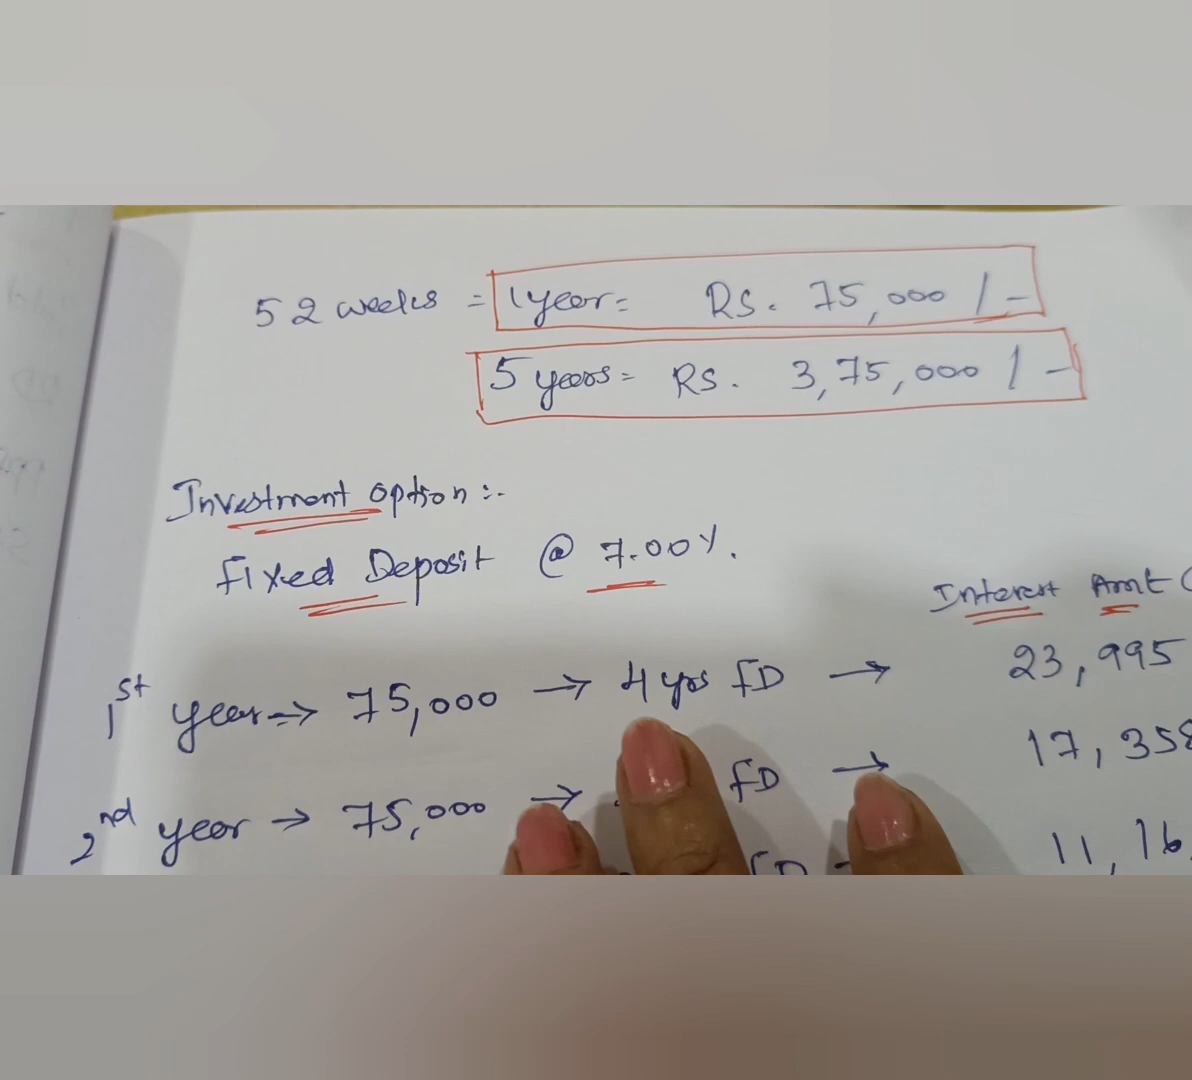 52 weeks = 1 year = RS. 75,000 /-
5 years = RS. 3,75,000 /-
Investment option :-
Fixed Deposit @ 7.00%.
Interest Amt (
1st year => 75,000 → 4 yrs FD → 23,995
2nd year → 75,000 → FD → 17,358
FD 11, 16